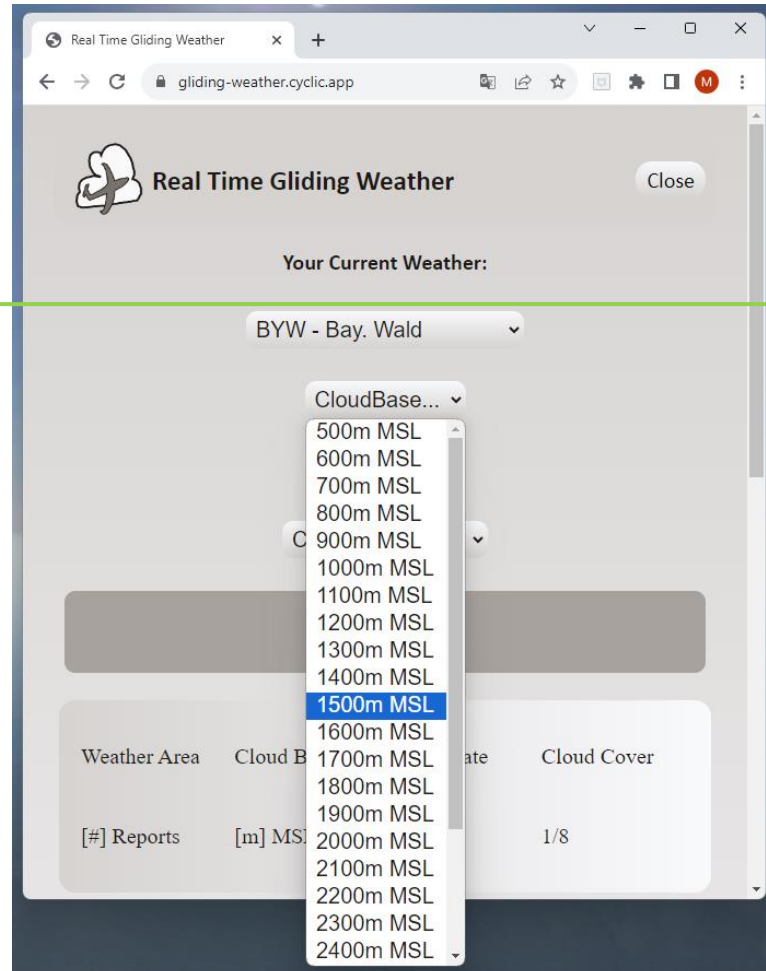 Real Time Gliding Weather
gliding-weather.cyclic.app
M
Real Time Gliding Weather
Close
Your Current Weather:
BYW - Bay. Wald
CloudBase...
500m MSL
600m MSL
700m MSL
800m MSL
900m MSL
1000m MSL
1100m MSL
1200m MSL
1300m MSL
1400m MSL
1500m MSL
1600m MSL
1700m MSL
1800m MSL
1900m MSL
2000m MSL
2100m MSL
2200m MSL
2300m MSL
2400m MSL
Weather Area Cloud Cover
[#] Reports [m] 1/8